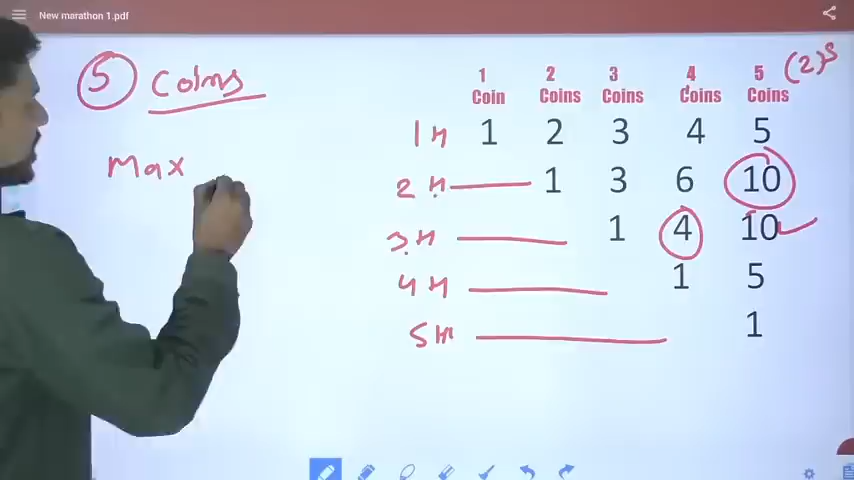 New marathon 1.pdf
5 Coins
Max
1 2 3 4 5 (2)5
Coin Coins Coins Coins Coins
1H 1 2 3 4 5
2H 1 3 6 10
3H 1 4 10
4H 1 5
5H 1